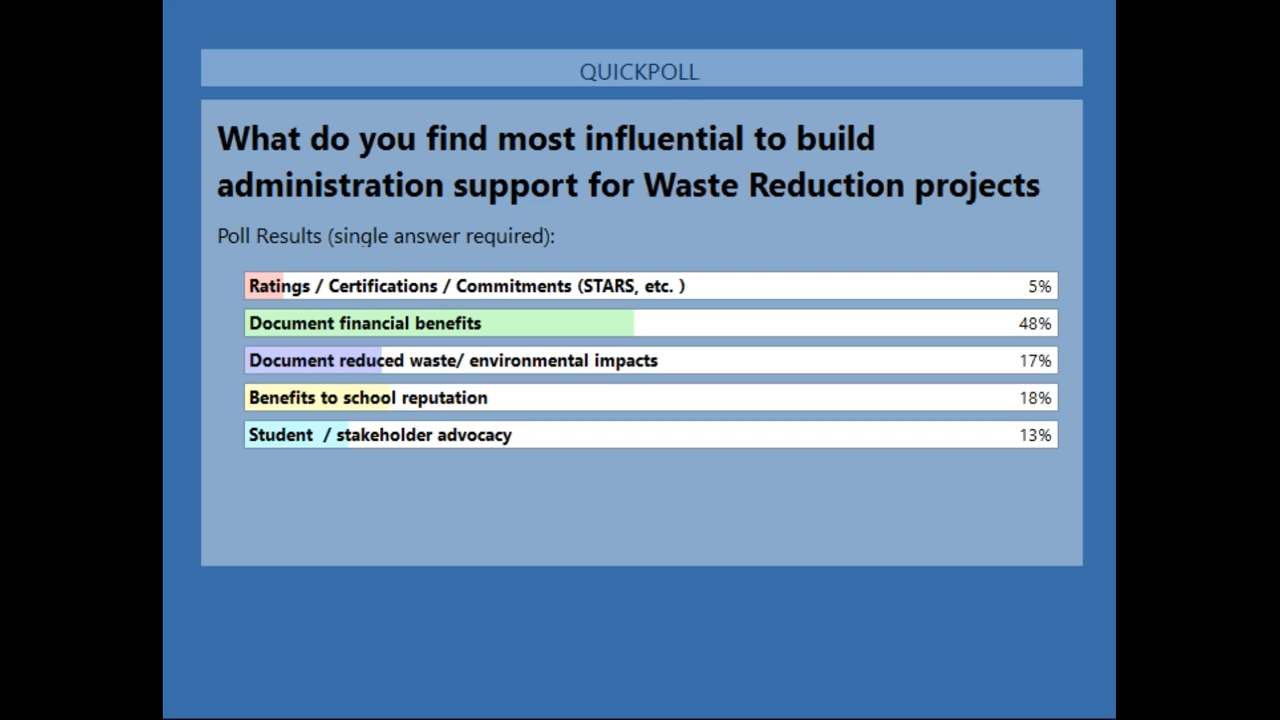 QUICKPOLL
What do you find most influential to build
administration support for Waste Reduction projects
Poll Results (single answer required):
Ratings / Certifications / Commitments (STARS, etc. ) 5%
Document financial benefits 48%
Document reduced waste/ environmental impacts 17%
Benefits to school reputation 18%
Student  / stakeholder advocacy 13%